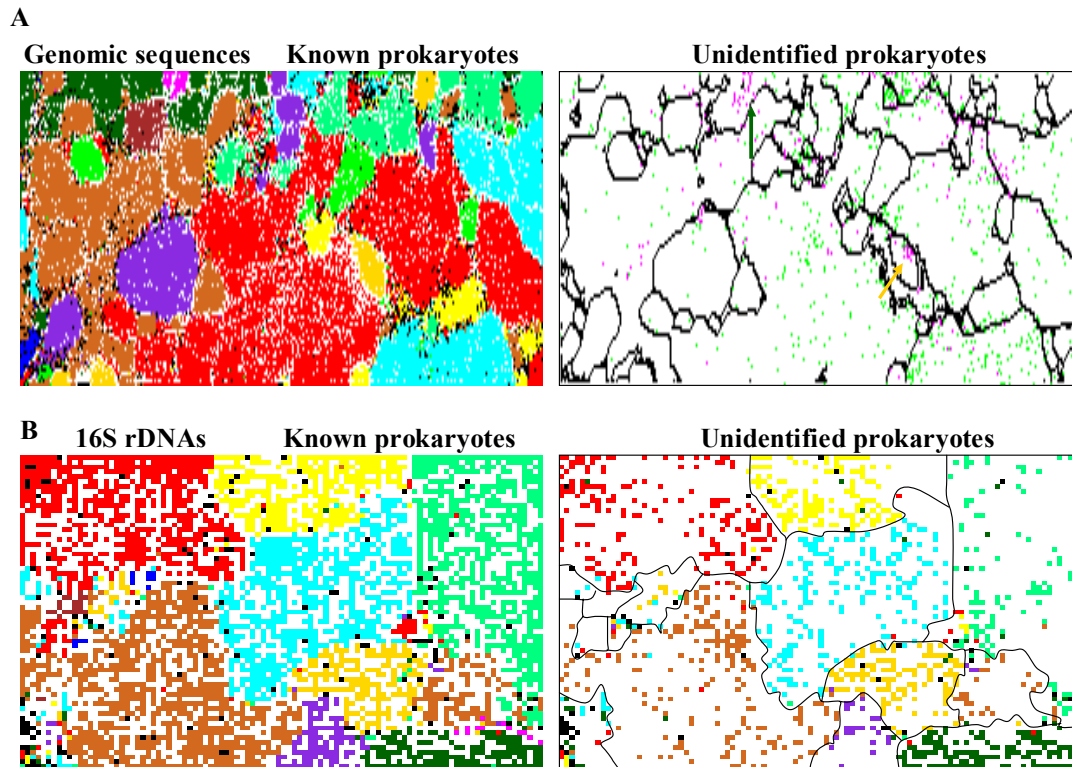 A
Genomic sequences Known prokaryotes Unidentified prokaryotes
B 16S rDNAs Known prokaryotes Unidentified prokaryotes